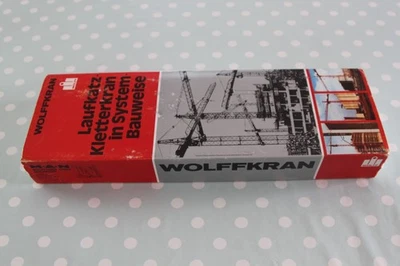 WOLFFKRAN
Laufkatz
Kletterkran
in System
Bauweise
WOLFFKRAN
M·A·N